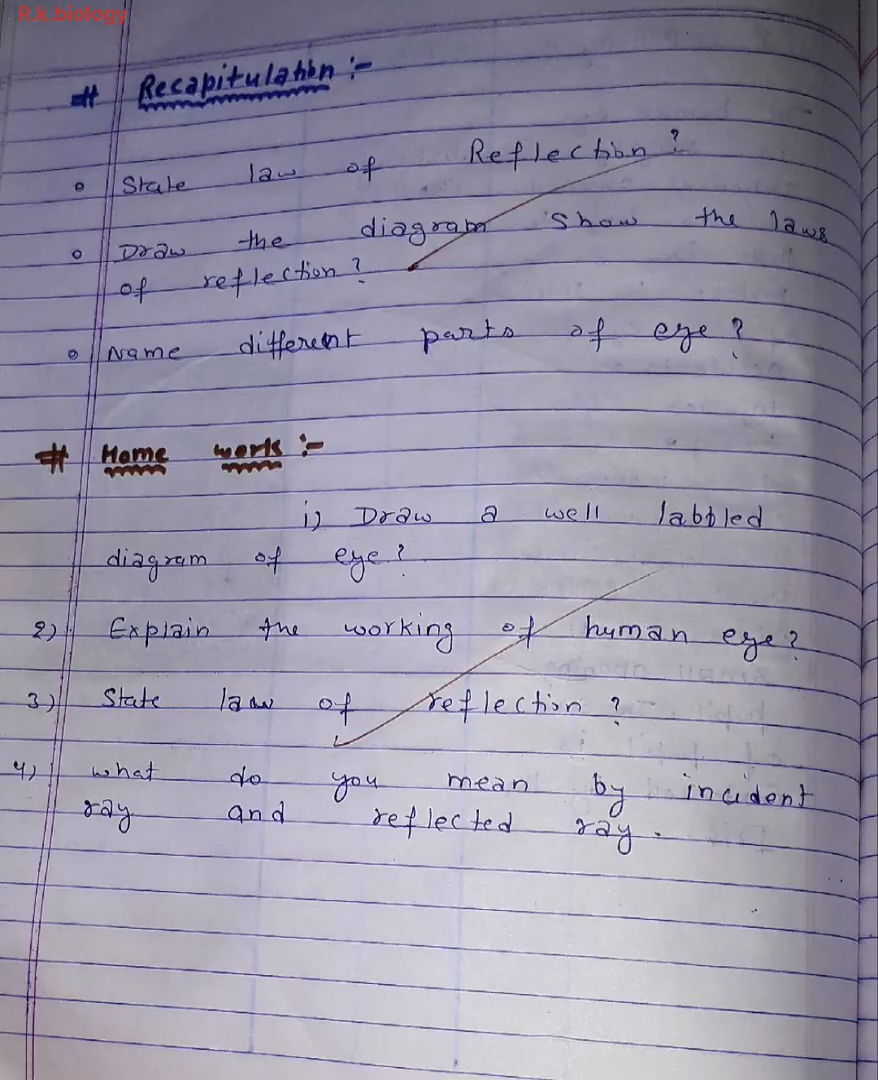 R.k.biology
# Recapitulation :-
o State law of Reflection ?
o Draw the diagram show the laws
of reflection ?
o Name different parts of eye ?
# Home work :-
i) Draw a well labbled
diagram of eye ?
2) Explain the working of human eye ?
3) State law of reflection ?
4) what do you mean by incident
ray and reflected ray .